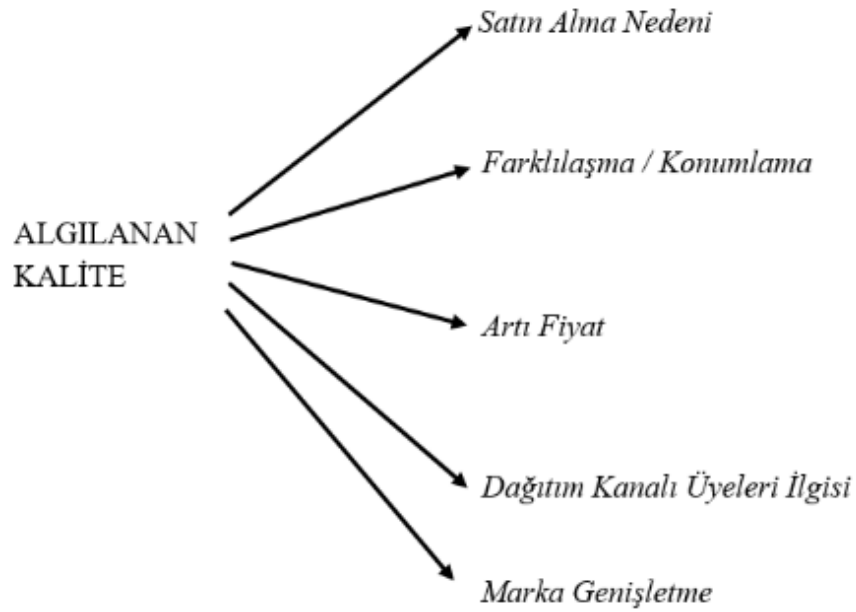 Satın Alma Nedeni
Farklılaşma / Konumlama
ALGILANAN
KALİTE
Artı Fiyat
Dağıtım Kanalı Üyeleri İlgisi
Marka Genişletme